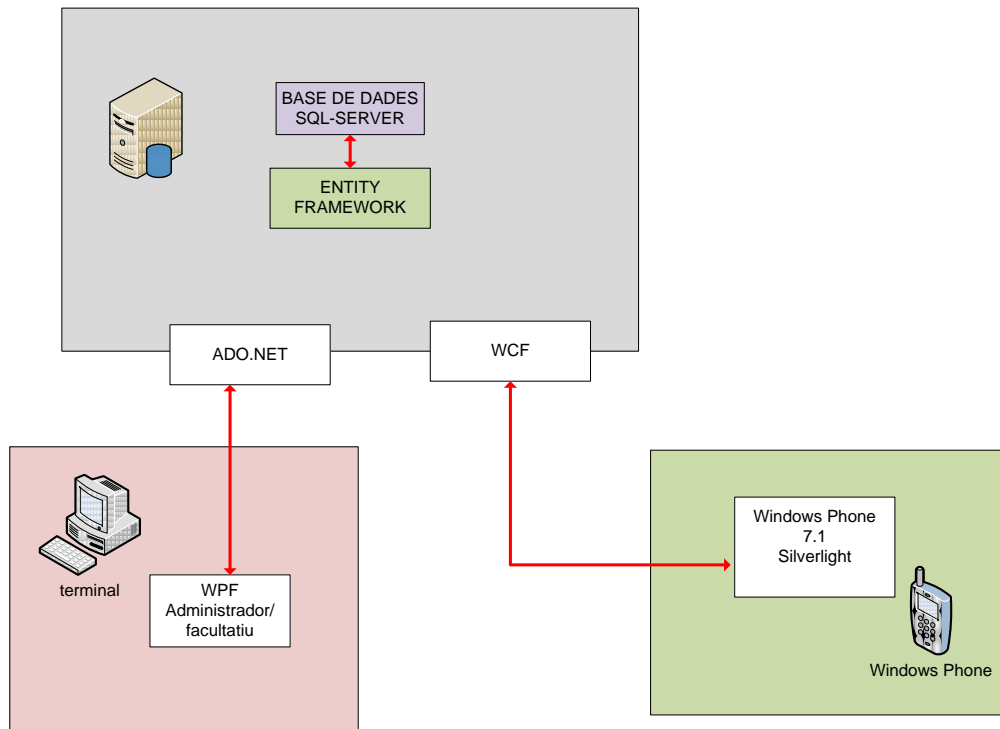 BASE DE DADES
SQL-SERVER
ENTITY
FRAMEWORK
ADO.NET
WCF
terminal
WPF
Administrador/
facultatiu
Windows Phone
7.1
Silverlight
Windows Phone